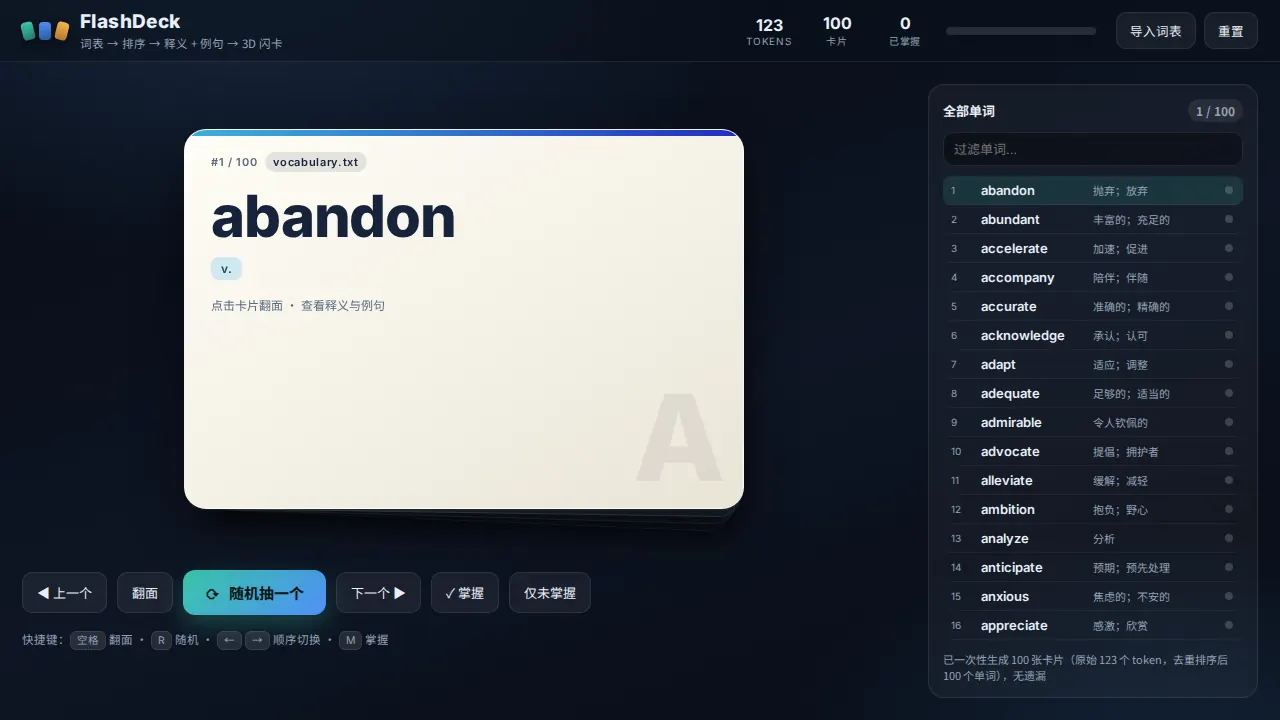 FlashDeck
词表 → 排序 → 释义 + 例句 → 3D 闪卡
123
TOKENS
100
卡片
0
已掌握
导入词表
重置
#1 / 100
vocabulary.txt
abandon
v.
点击卡片翻面 · 查看释义与例句
A
◀ 上一个
翻面
⟳ 随机抽一个
下一个 ▶
✓ 掌握
仅未掌握
快捷键： 空格 翻面 · R 随机 · ← → 顺序切换 · M 掌握
全部单词
1 / 100
过滤单词...
1 abandon 抛弃；放弃
2 abundant 丰富的；充足的
3 accelerate 加速；促进
4 accompany 陪伴；伴随
5 accurate 准确的；精确的
6 acknowledge 承认；认可
7 adapt 适应；调整
8 adequate 足够的；适当的
9 admirable 令人钦佩的
10 advocate 提倡；拥护者
11 alleviate 缓解；减轻
12 ambition 抱负；野心
13 analyze 分析
14 anticipate 预期；预先处理
15 anxious 焦虑的；不安的
16 appreciate 感激；欣赏
已一次性生成 100 张卡片（原始 123 个 token，去重排序后
100 个单词），无遗漏